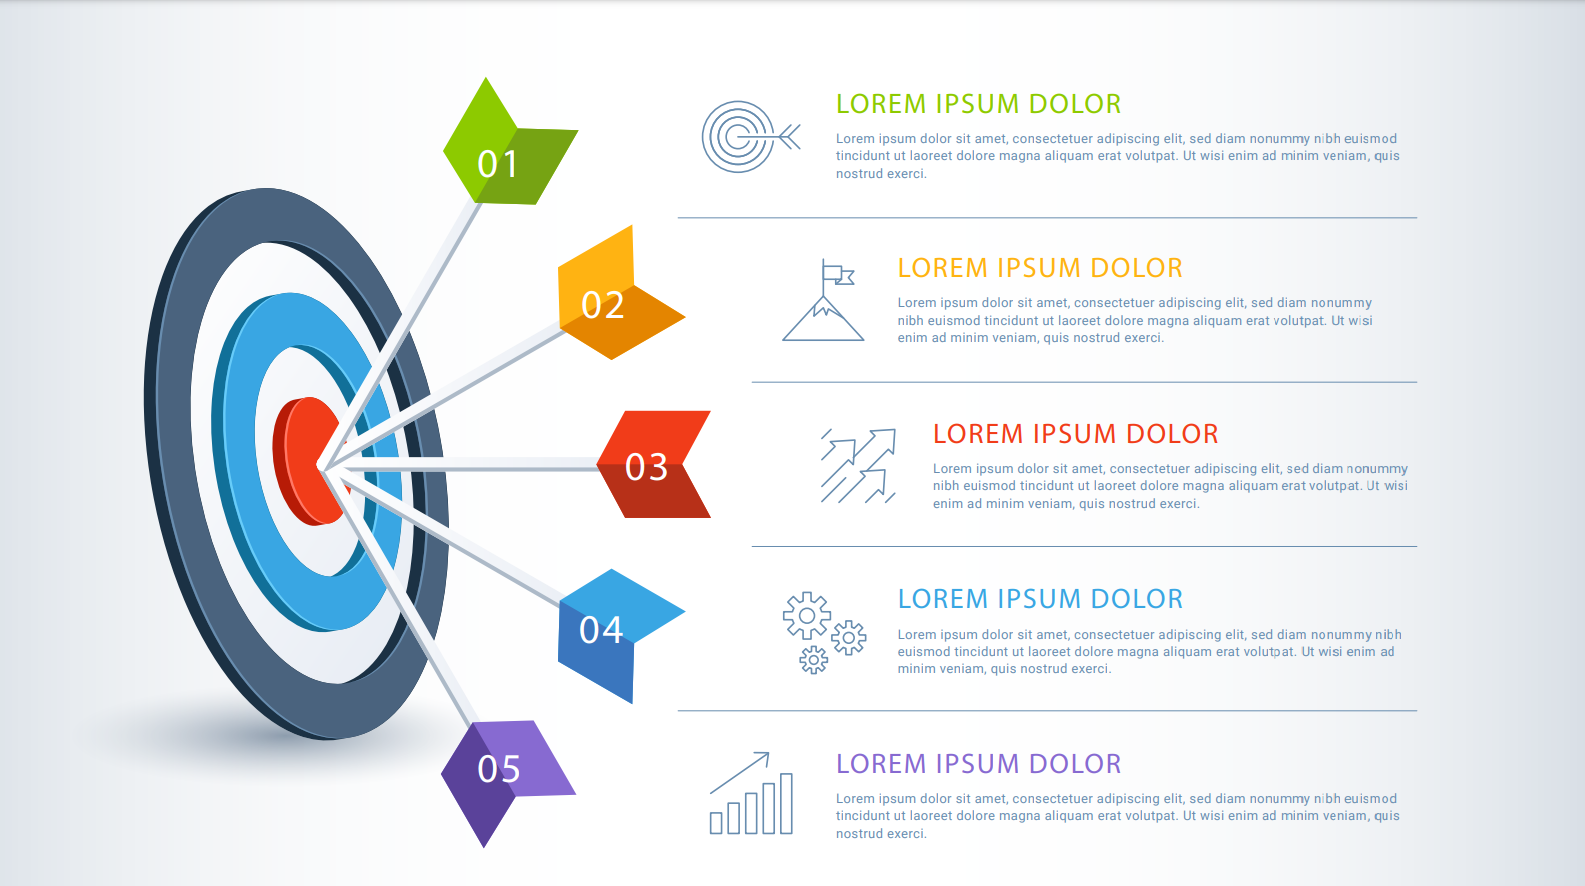 01
LOREM IPSUM DOLOR
Lorem ipsum dolor sit amet, consectetuer adipiscing elit, sed diam nonummy nibh euismod
tincidunt ut laoreet dolore magna aliquam erat volutpat. Ut wisi enim ad minim veniam, quis
nostrud exerci.
02
LOREM IPSUM DOLOR
Lorem ipsum dolor sit amet, consectetuer adipiscing elit, sed diam nonummy
nibh euismod tincidunt ut laoreet dolore magna aliquam erat volutpat. Ut wisi
enim ad minim veniam, quis nostrud exerci.
03
LOREM IPSUM DOLOR
Lorem ipsum dolor sit amet, consectetuer adipiscing elit, sed diam nonummy
nibh euismod tincidunt ut laoreet dolore magna aliquam erat volutpat. Ut wisi
enim ad minim veniam, quis nostrud exerci.
04
LOREM IPSUM DOLOR
Lorem ipsum dolor sit amet, consectetuer adipiscing elit, sed diam nonummy nibh
euismod tincidunt ut laoreet dolore magna aliquam erat volutpat. Ut wisi enim ad
minim veniam, quis nostrud exerci.
05
LOREM IPSUM DOLOR
Lorem ipsum dolor sit amet, consectetuer adipiscing elit, sed diam nonummy nibh euismod
tincidunt ut laoreet dolore magna aliquam erat volutpat. Ut wisi enim ad minim veniam, quis
nostrud exerci.